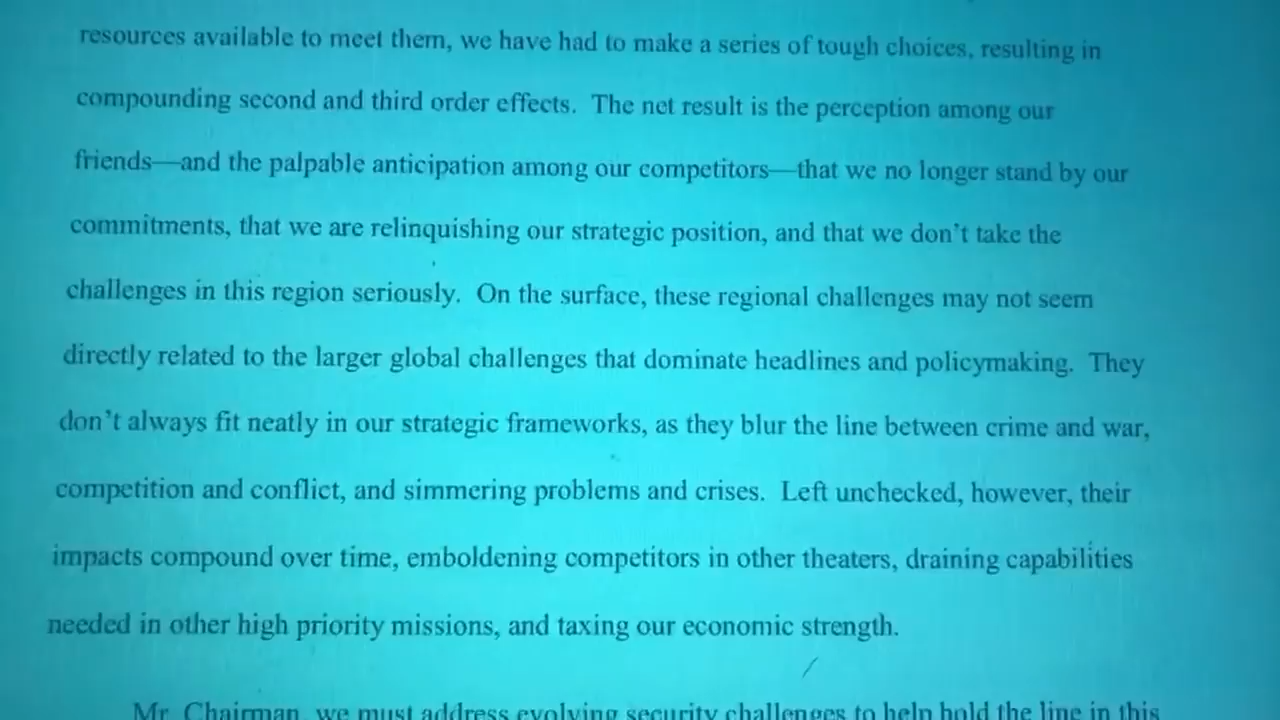 resources available to meet them, we have had to make a series of tough choices, resulting in
compounding second and third order effects.  The net result is the perception among our
friends—and the palpable anticipation among our competitors—that we no longer stand by our
commitments, that we are relinquishing our strategic position, and that we don't take the
challenges in this region seriously.  On the surface, these regional challenges may not seem
directly related to the larger global challenges that dominate headlines and policymaking.  They
don't always fit neatly in our strategic frameworks, as they blur the line between crime and war,
competition and conflict, and simmering problems and crises.  Left unchecked, however, their
impacts compound over time, emboldening competitors in other theaters, draining capabilities
needed in other high priority missions, and taxing our economic strength.
Mr. Chairman, we must address evolving security challenges to help hold the line in this